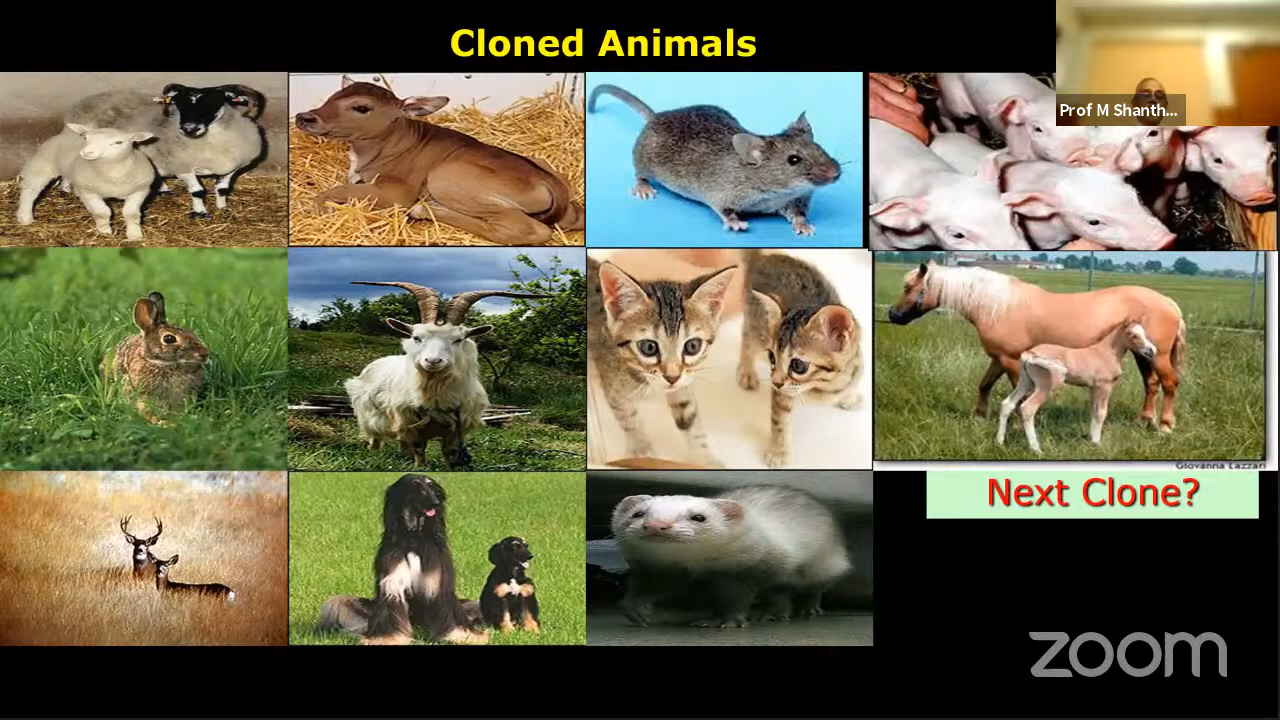 Cloned Animals
Prof M Shanth...
Giovanna Lazzari
Next Clone?
zoom